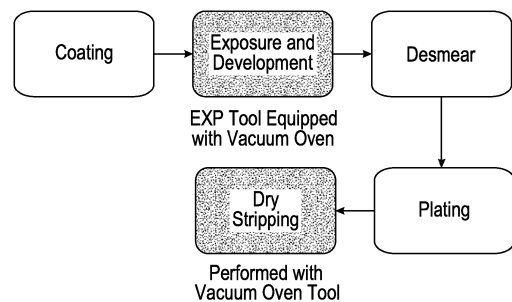 Coating
Exposure and
Development
Desmear
EXP Tool Equipped
with Vacuum Oven
Dry
Stripping
Plating
Performed with
Vacuum Oven Tool